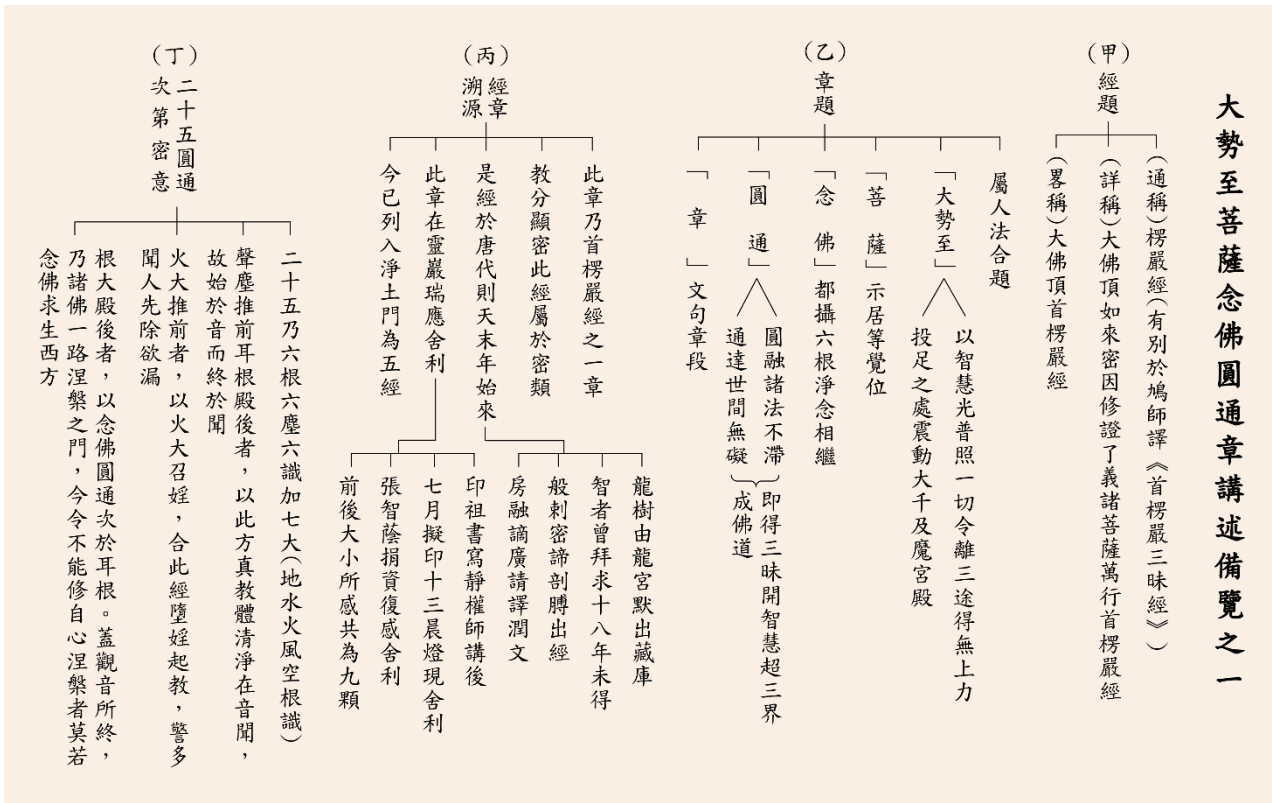 大勢至菩薩念佛圓通章講述備覽之一
（甲）經題
（通稱）楞嚴經（有別於鳩師譯《首楞嚴三昧經》）
（詳稱）大佛頂如來密因修證了義諸菩薩萬行首楞嚴經
（畧稱）大佛頂首楞嚴經
（乙）章題
屬人法合題
「大勢至」
以智慧光普照一切令離三途得無上力
投足之處震動大千及魔宮殿
「菩薩」示居等覺位
「念佛」都攝六根淨念相繼
「圓通」
圓融諸法不滯
通達世間無礙
即得三昧開智慧超三界
成佛道
「章」文句章段
（丙）經章
溯源
此章乃首楞嚴經之一章
教分顯密此經屬於密類
是經於唐代則天末年始來
龍樹由龍宮默出藏庫
智者曾拜求十八年未得
般剌密諦剖膊出經
房融謫廣請譯潤文
此章在靈巖瑞應舍利
印祖書寫靜權師講後
七月擬印十三晨燈現舍利
張智蔭捐資復感舍利
前後大小所感共為九顆
今已列入淨土門為五經
（丁）二十五圓通
次第密意
二十五乃六根六塵六識加七大（地水火風空根識）
聲塵推前耳根殿後者，以此方真教體清淨在音聞，
故始於音而終於聞
火大推前者，以火大召婬，合此經墮婬起教，警多
聞人先除欲漏
根大殿後者，以念佛圓通次於耳根。蓋觀音所終，
乃諸佛一路涅槃之門，今令不能修自心涅槃者莫若
念佛求生西方